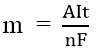 m = AIt/nF